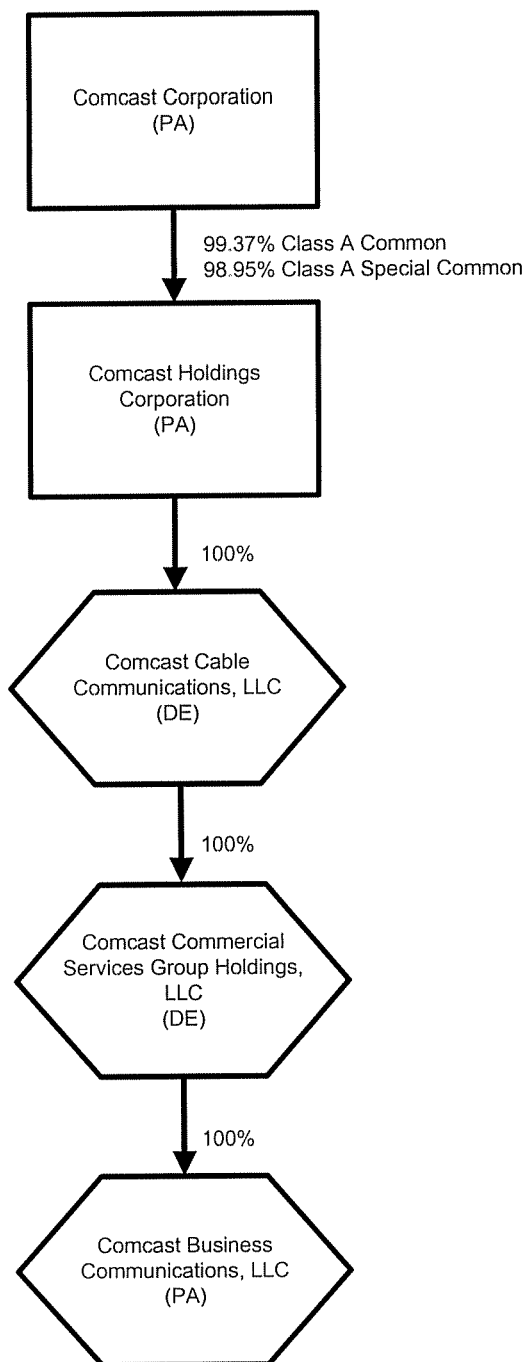 Comcast Corporation
(PA)
99.37% Class A Common
98.95% Class A Special Common
Comcast Holdings
Corporation
(PA)
100%
Comcast Cable
Communications, LLC
(DE)
100%
Comcast Commercial
Services Group Holdings,
LLC
(DE)
100%
Comcast Business
Communications, LLC
(PA)